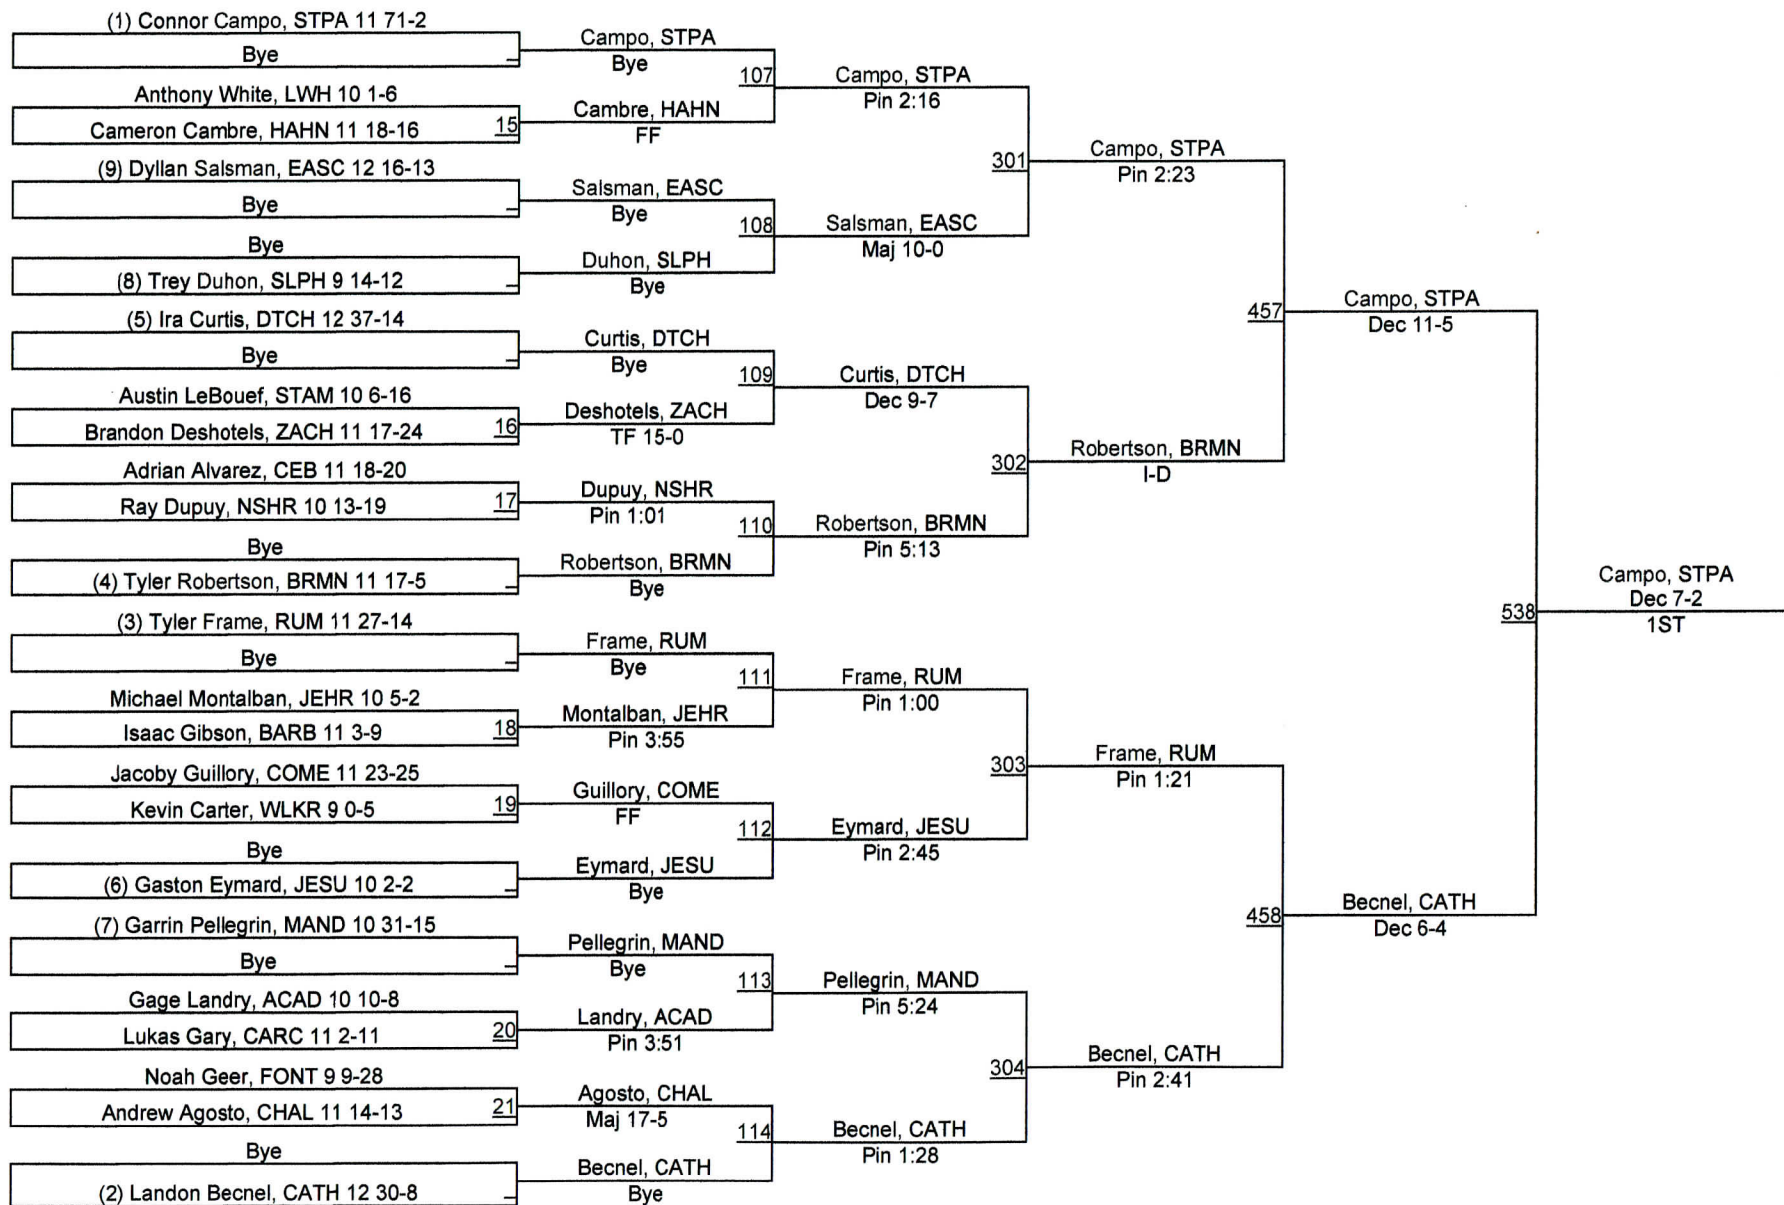 (1) Connor Campo, STPA 11 71-2
Bye
Anthony White, LWH 10 1-6
Cameron Cambre, HAHN 11 18-16 15
(9) Dyllan Salsman, EASC 12 16-13
Bye
Bye
(8) Trey Duhon, SLPH 9 14-12
(5) Ira Curtis, DTCH 12 37-14
Bye
Austin LeBouef, STAM 10 6-16
Brandon Deshotels, ZACH 11 17-24 16
Adrian Alvarez, CEB 11 18-20
Ray Dupuy, NSHR 10 13-19 17
Bye
(4) Tyler Robertson, BRMN 11 17-5
(3) Tyler Frame, RUM 11 27-14
Bye
Michael Montalban, JEHR 10 5-2
Isaac Gibson, BARB 11 3-9 18
Jacoby Guillory, COME 11 23-25
Kevin Carter, WLKR 9 0-5 19
Bye
(6) Gaston Eymard, JESU 10 2-2
(7) Garrin Pellegrin, MAND 10 31-15
Bye
Gage Landry, ACAD 10 10-8
Lukas Gary, CARC 11 2-11 20
Noah Geer, FONT 9 9-28
Andrew Agosto, CHAL 11 14-13 21
Bye
(2) Landon Becnel, CATH 12 30-8
Campo, STPA
Bye
107
Cambre, HAHN
FF
Salsman, EASC
Bye
108
Duhon, SLPH
Bye
Curtis, DTCH
Bye
109
Deshotels, ZACH
TF 15-0
Dupuy, NSHR
Pin 1:01
110
Robertson, BRMN
Bye
Frame, RUM
Bye
111
Montalban, JEHR
Pin 3:55
Guillory, COME
FF
112
Eymard, JESU
Bye
Pellegrin, MAND
Bye
113
Landry, ACAD
Pin 3:51
Agosto, CHAL
Maj 17-5
114
Becnel, CATH
Bye
Campo, STPA
Pin 2:16
301
Salsman, EASC
Maj 10-0
Curtis, DTCH
Dec 9-7
302
Robertson, BRMN
Pin 5:13
Frame, RUM
Pin 1:00
303
Eymard, JESU
Pin 2:45
Pellegrin, MAND
Pin 5:24
304
Becnel, CATH
Pin 1:28
Campo, STPA
Pin 2:23
457
Robertson, BRMN
I-D
Frame, RUM
Pin 1:21
458
Becnel, CATH
Pin 2:41
Campo, STPA
Dec 11-5
538
Becnel, CATH
Dec 6-4
Campo, STPA
Dec 7-2
1ST